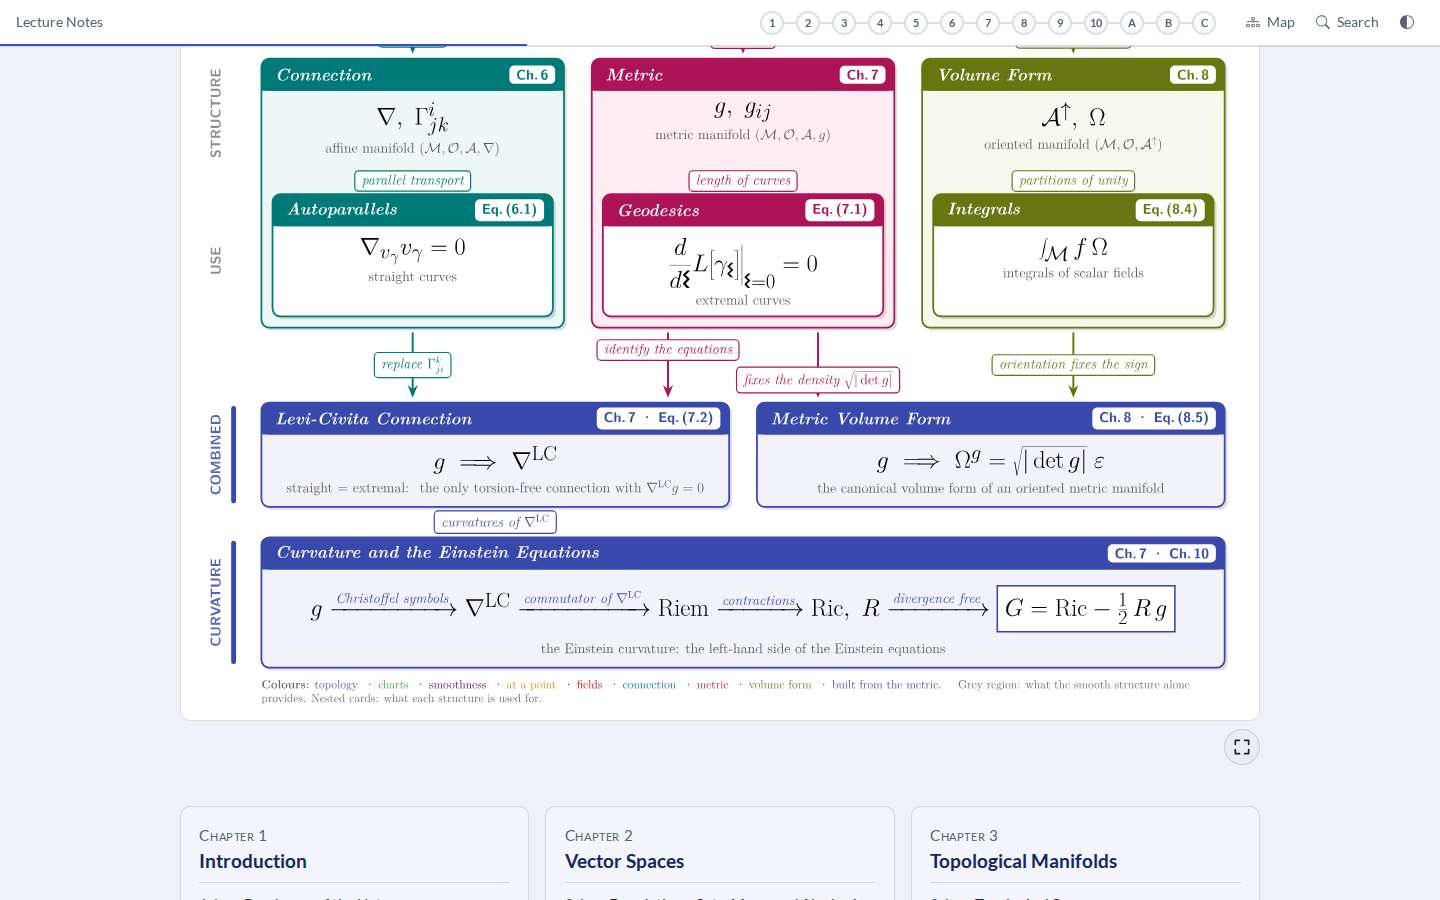 Lecture Notes
1 2 3 4 5 6 7 8 9 10 A B C
Map
Search
STRUCTURE
Connection Ch. 6
∇, Γ^i_{jk}
affine manifold (ℳ, 𝒪, 𝒜, ∇)
parallel transport
Autoparallels Eq. (6.1)
∇_{v_γ} v_γ = 0
straight curves
Metric Ch. 7
g, g_{ij}
metric manifold (ℳ, 𝒪, 𝒜, g)
length of curves
Geodesics Eq. (7.1)
extremal curves
Volume Form Ch. 8
𝒜^↑, Ω
oriented manifold (ℳ, 𝒪, 𝒜^↑)
partitions of unity
Integrals Eq. (8.4)
∫_ℳ f Ω
integrals of scalar fields
USE
replace Γ^k_{ji}
identify the equations
fixes the density √|det g|
orientation fixes the sign
COMBINED
Levi-Civita Connection Ch. 7 · Eq. (7.2)
g ⟹ ∇^{LC}
straight = extremal: the only torsion-free connection with ∇^{LC}g = 0
Metric Volume Form Ch. 8 · Eq. (8.5)
g ⟹ Ω^g = √|det g| ε
the canonical volume form of an oriented metric manifold
curvatures of ∇^{LC}
CURVATURE
Curvature and the Einstein Equations Ch. 7 · Ch. 10
g Christoffel symbols ∇^{LC} commutator of ∇^{LC} Riem contractions Ric, R divergence free G = Ric − 1/2 R g
the Einstein curvature: the left-hand side of the Einstein equations
Colours: topology · charts · smoothness · at a point · fields · connection · metric · volume form · built from the metric. Grey region: what the smooth structure alone
provides. Nested cards: what each structure is used for.
Chapter 1
Introduction
Chapter 2
Vector Spaces
Chapter 3
Topological Manifolds